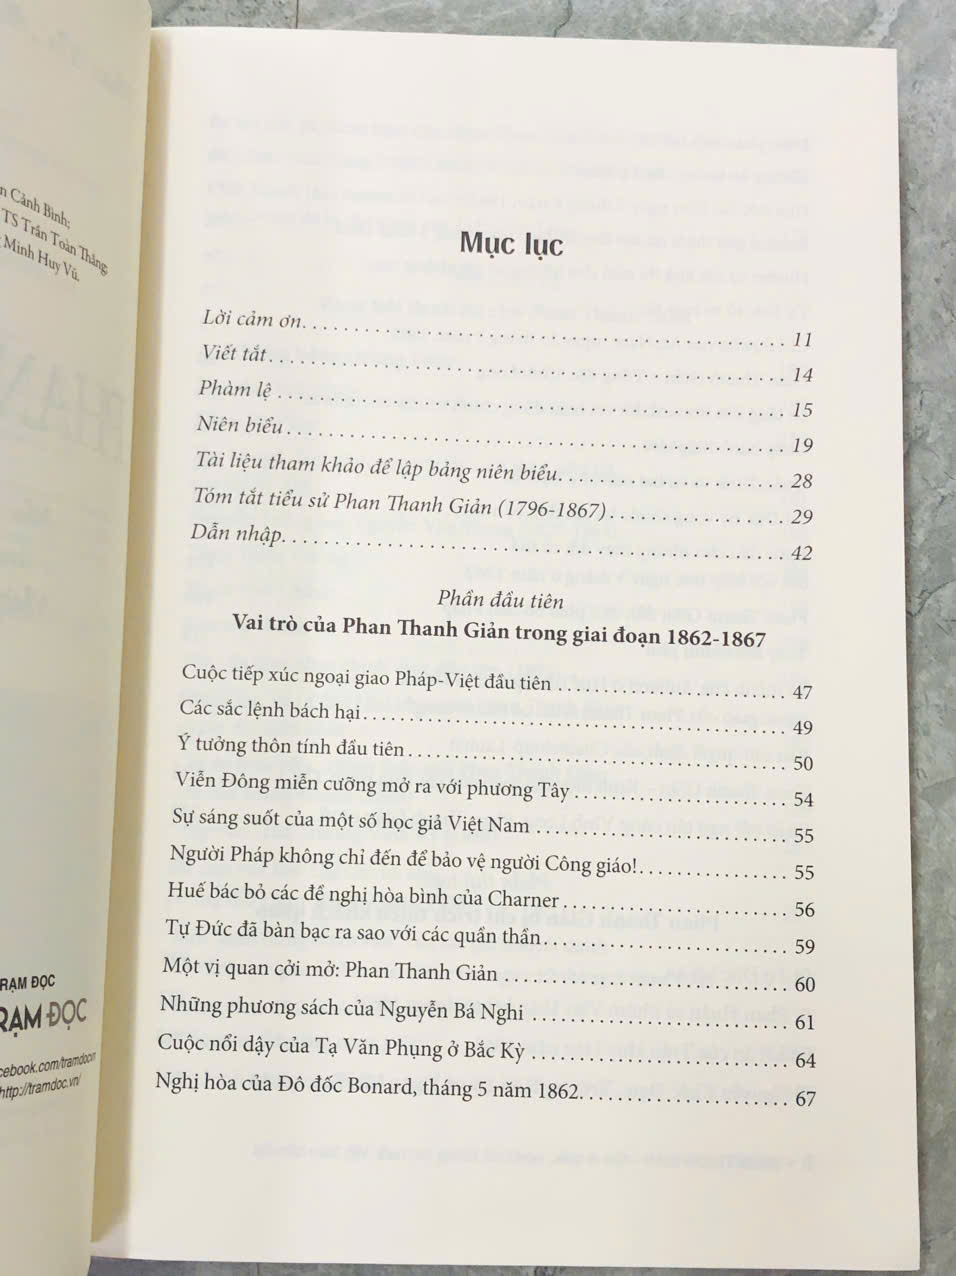 n Cảnh Bình;
TS Trần Toàn Thắng;
Minh Huy Vũ.
RẠM ĐỌC
RẠM ĐỌC
cebook.com/tramdocvn
http://tramdoc.vn/
Mục lục
Lời cảm ơn. 11
Viết tắt 14
Phàm lệ 15
Niên biểu 19
Tài liệu tham khảo để lập bảng niên biểu. 28
Tóm tắt tiểu sử Phan Thanh Giản (1796-1867) 29
Dẫn nhập. 42
Phần đầu tiên
Vai trò của Phan Thanh Giản trong giai đoạn 1862-1867
Cuộc tiếp xúc ngoại giao Pháp-Việt đầu tiên 47
Các sắc lệnh bách hại 49
Ý tưởng thôn tính đầu tiên 50
Viễn Đông miễn cưỡng mở ra với phương Tây 54
Sự sáng suốt của một số học giả Việt Nam 55
Người Pháp không chỉ đến để bảo vệ người Công giáo! 55
Huế bác bỏ các đề nghị hòa bình của Charner 56
Tự Đức đã bàn bạc ra sao với các quần thần 59
Một vị quan cởi mở: Phan Thanh Giản 60
Những phương sách của Nguyễn Bá Nghi 61
Cuộc nổi dậy của Tạ Văn Phụng ở Bắc Kỳ 64
Nghị hòa của Đô đốc Bonard, tháng 5 năm 1862 67